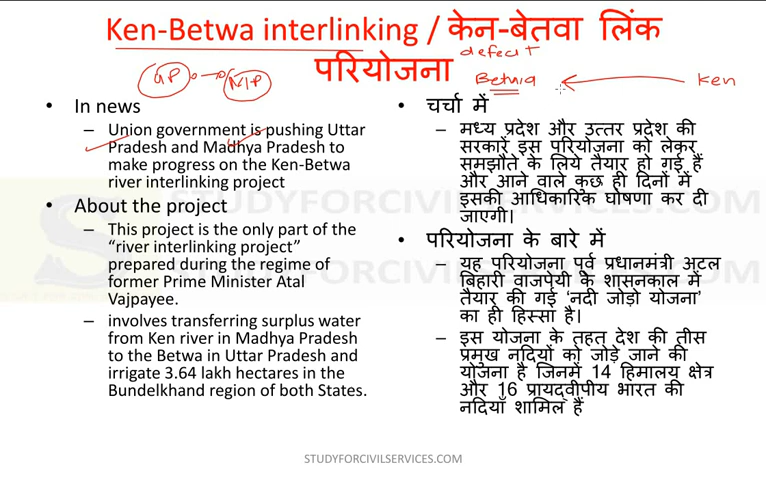 Ken-Betwa interlinking / केन-बेतवा लिंक
परियोजना
defecit
UP → MP
Betwa ← Ken
• In news
– Union government is pushing Uttar
Pradesh and Madhya Pradesh to
make progress on the Ken-Betwa
river interlinking project
• About the project
– This project is the only part of the
“river interlinking project”
prepared during the regime of
former Prime Minister Atal
Vajpayee.
– involves transferring surplus water
from Ken river in Madhya Pradesh
to the Betwa in Uttar Pradesh and
irrigate 3.64 lakh hectares in the
Bundelkhand region of both States.
• चर्चा में
– मध्य प्रदेश और उत्तर प्रदेश की
सरकारें इस परियोजना को लेकर
समझौते के लिये तैयार हो गई हैं
और आने वाले कुछ ही दिनों में
इसकी आधिकारिक घोषणा कर दी
जाएगी।
• परियोजना के बारे में
– यह परियोजना पूर्व प्रधानमंत्री अटल
बिहारी वाजपेयी के शासनकाल में
तैयार की गई ‘नदी जोड़ो योजना’
का ही हिस्सा है।
– इस योजना के तहत देश की तीस
प्रमुख नदियों को जोड़े जाने की
योजना है जिनमें 14 हिमालय क्षेत्र
और 16 प्रायद्वीपीय भारत की
नदियाँ शामिल हैं
STUDYFORCIVILSERVICES.COM